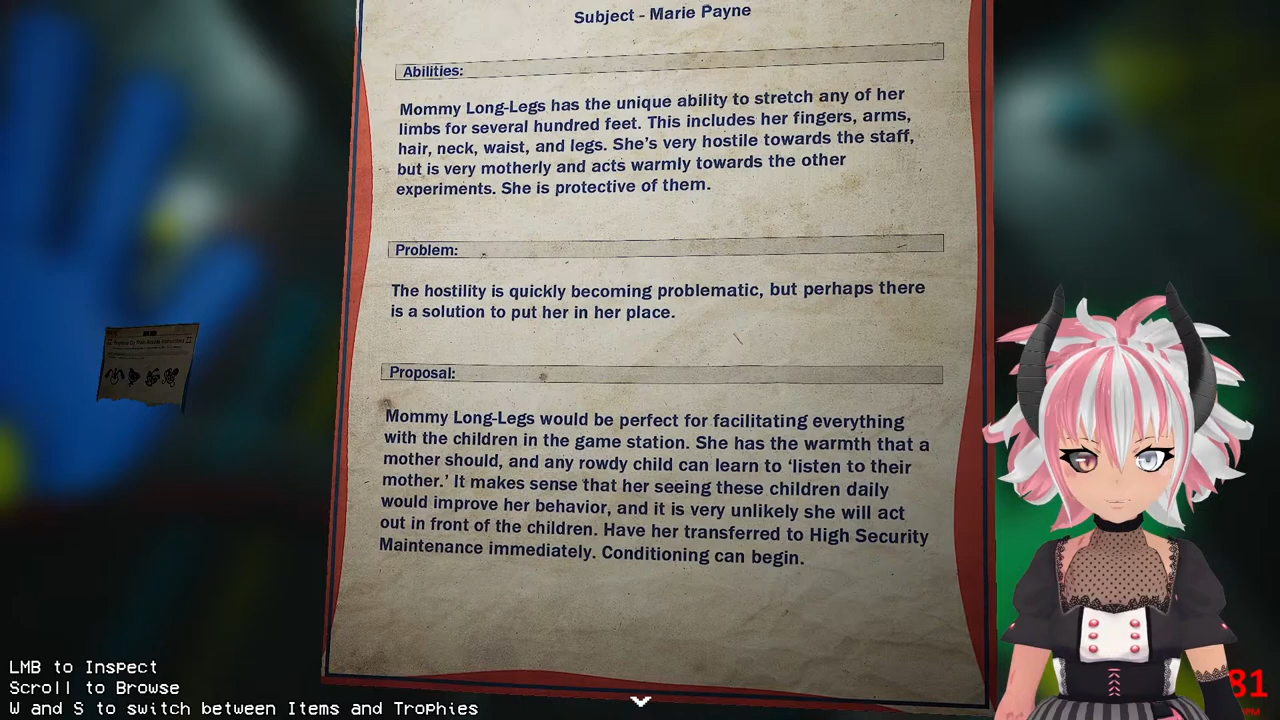 Subject - Marie Payne
Abilities:
Mommy Long-Legs has the unique ability to stretch any of her
limbs for several hundred feet. This includes her fingers, arms,
hair, neck, waist, and legs. She's very hostile towards the staff,
but is very motherly and acts warmly towards the other
experiments. She is protective of them.
Problem:
The hostility is quickly becoming problematic, but perhaps there
is a solution to put her in her place.
Proposal:
Mommy Long-Legs would be perfect for facilitating everything
with the children in the game station. She has the warmth that a
mother should, and any rowdy child can learn to ‘listen to their
mother.’ It makes sense that her seeing these children daily
would improve her behavior, and it is very unlikely she will act
out in front of the children. Have her transferred to High Security
Maintenance immediately. Conditioning can begin.
LMB to Inspect
Scroll to Browse
W and S to switch between Items and Trophies
81